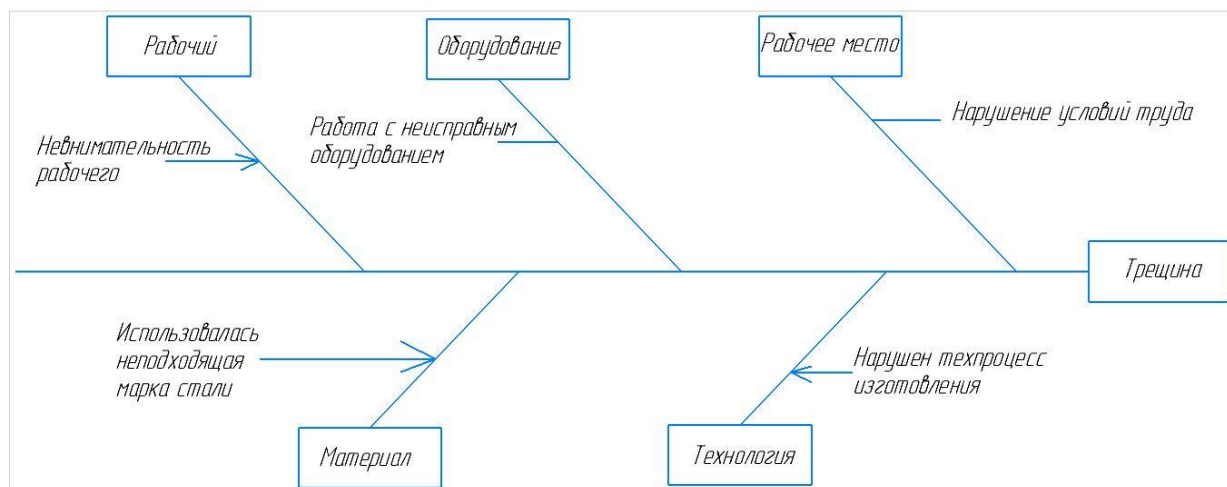 Рабочий
Оборудование
Рабочее место
Невнимательность
рабочего
Работа с неисправным
оборудованием
Нарушение условий труда
Трещина
Использовалась
неподходящая
марка стали
Нарушен техпроцесс
изготовления
Материал
Технология